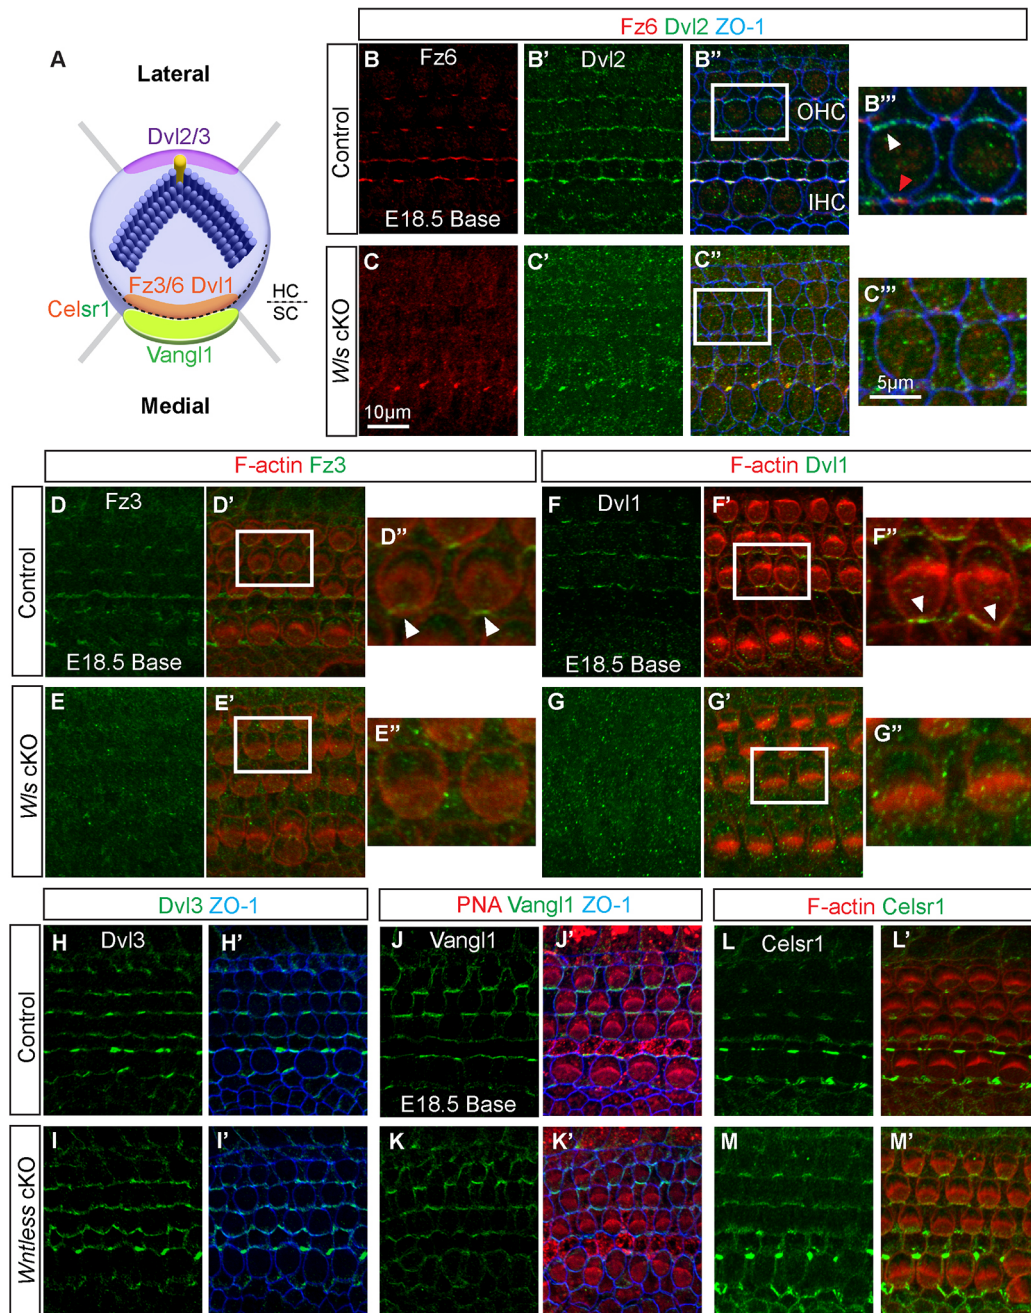 Fz6 Dvl2 ZO-1
A
Lateral
Dvl2/3
Fz3/6 Dvl1
Celsr1
HC
SC
Vangl1
Medial
Control
B
Fz6
E18.5 Base
B’
Dvl2
B’’
OHC
IHC
B’’’
Wls cKO
C
10µm
C’
C’’
C’’’
5µm
F-actin Fz3
F-actin Dvl1
Control
D
Fz3
E18.5 Base
D’
D’’
F
Dvl1
E18.5 Base
F’
F’’
Wls cKO
E
E’
E’’
G
G’
G’’
Dvl3 ZO-1
PNA Vangl1 ZO-1
F-actin Celsr1
Control
H
Dvl3
H’
J
Vangl1
E18.5 Base
J’
L
Celsr1
L’
Wntless cKO
I
I’
K
K’
M
M’